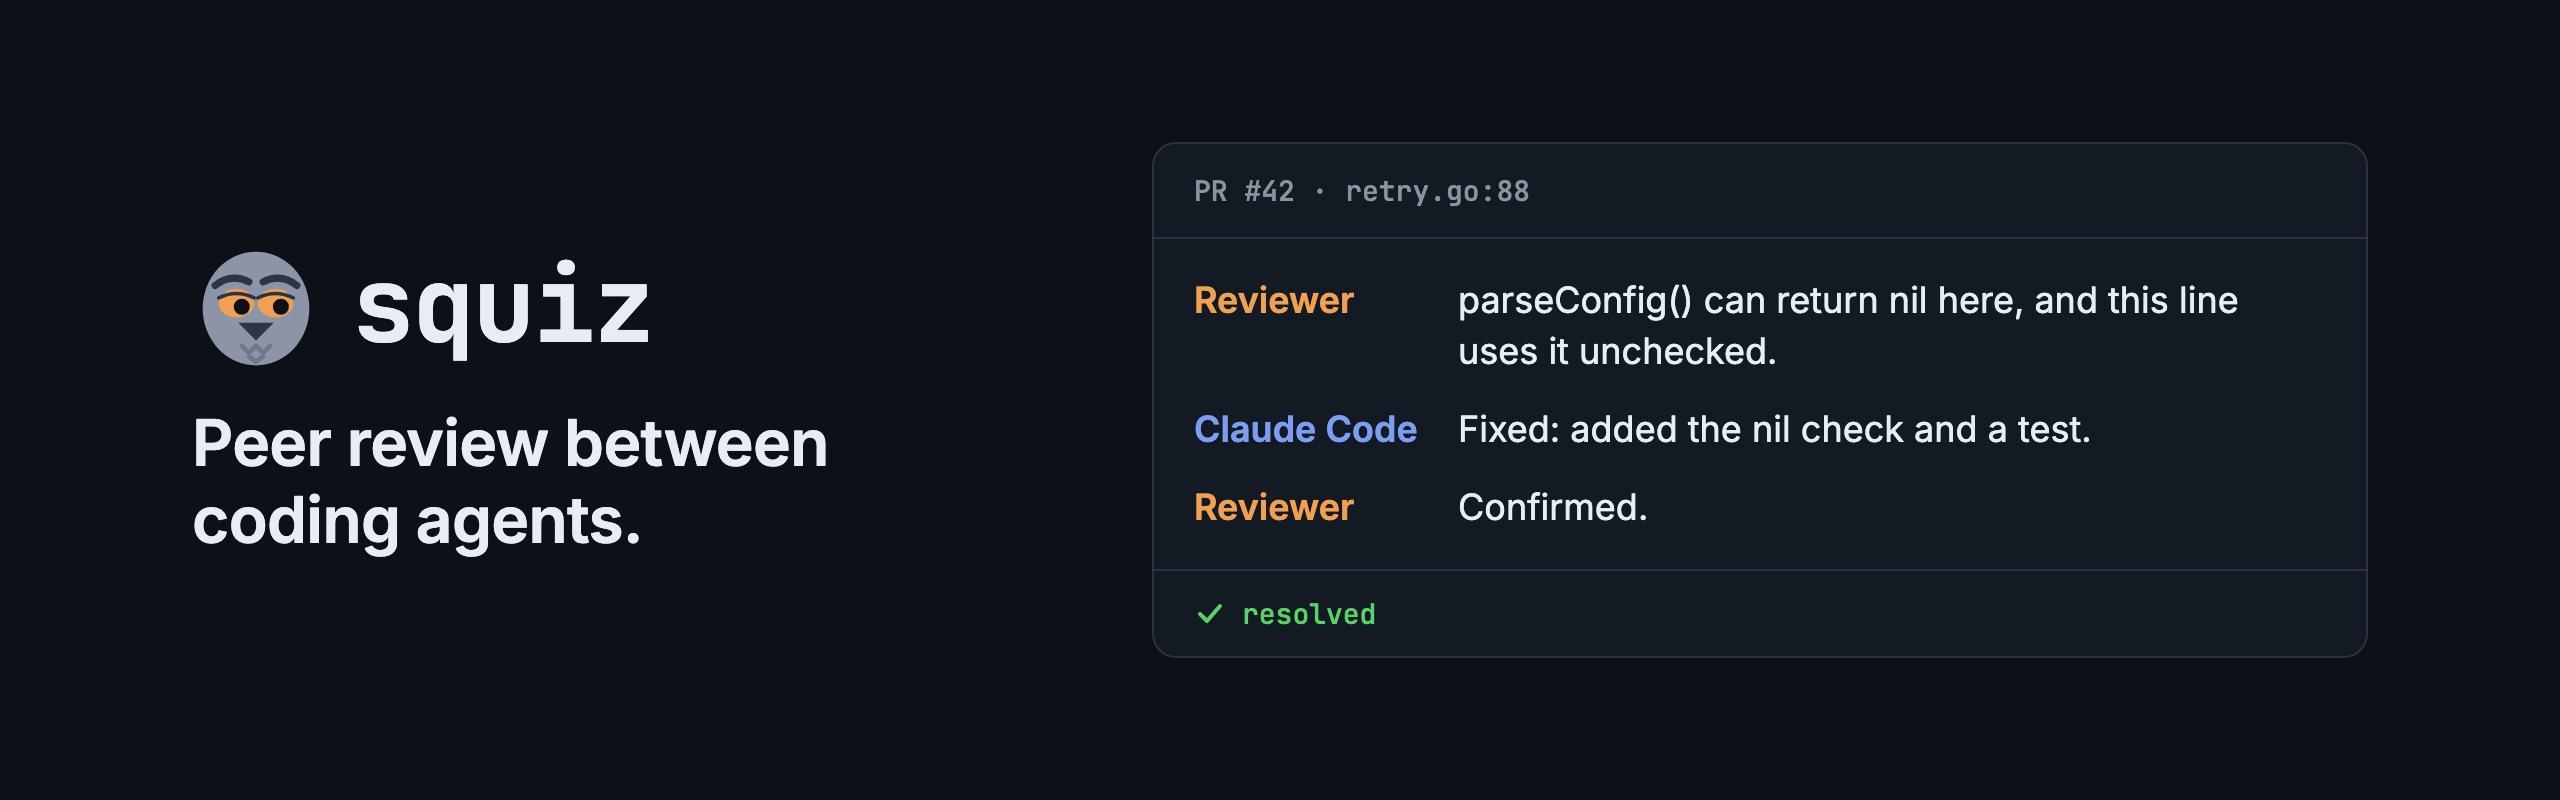 squiz
Peer review between
coding agents.
PR #42 · retry.go:88
Reviewer parseConfig() can return nil here, and this line
uses it unchecked.
Claude Code Fixed: added the nil check and a test.
Reviewer Confirmed.
✓ resolved